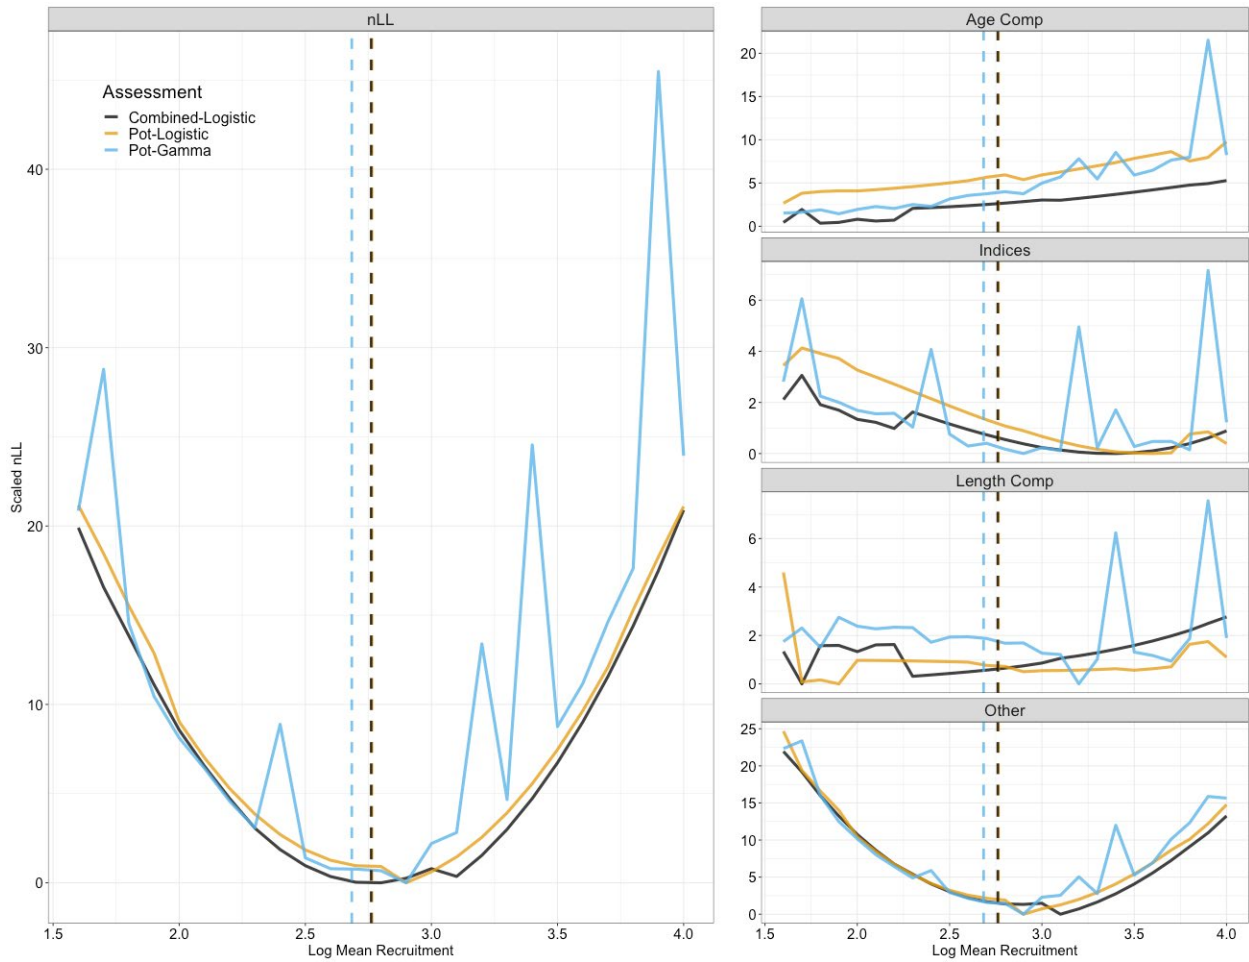 nLL
Assessment
Combined-Logistic
Pot-Logistic
Pot-Gamma
Scaled nLL
40
30
20
10
0
1.5 2.0 2.5 3.0 3.5 4.0
Log Mean Recruitment
Age Comp
20
15
10
5
0
Indices
6
4
2
0
Length Comp
6
4
2
0
Other
25
20
15
10
5
0
1.5 2.0 2.5 3.0 3.5 4.0
Log Mean Recruitment